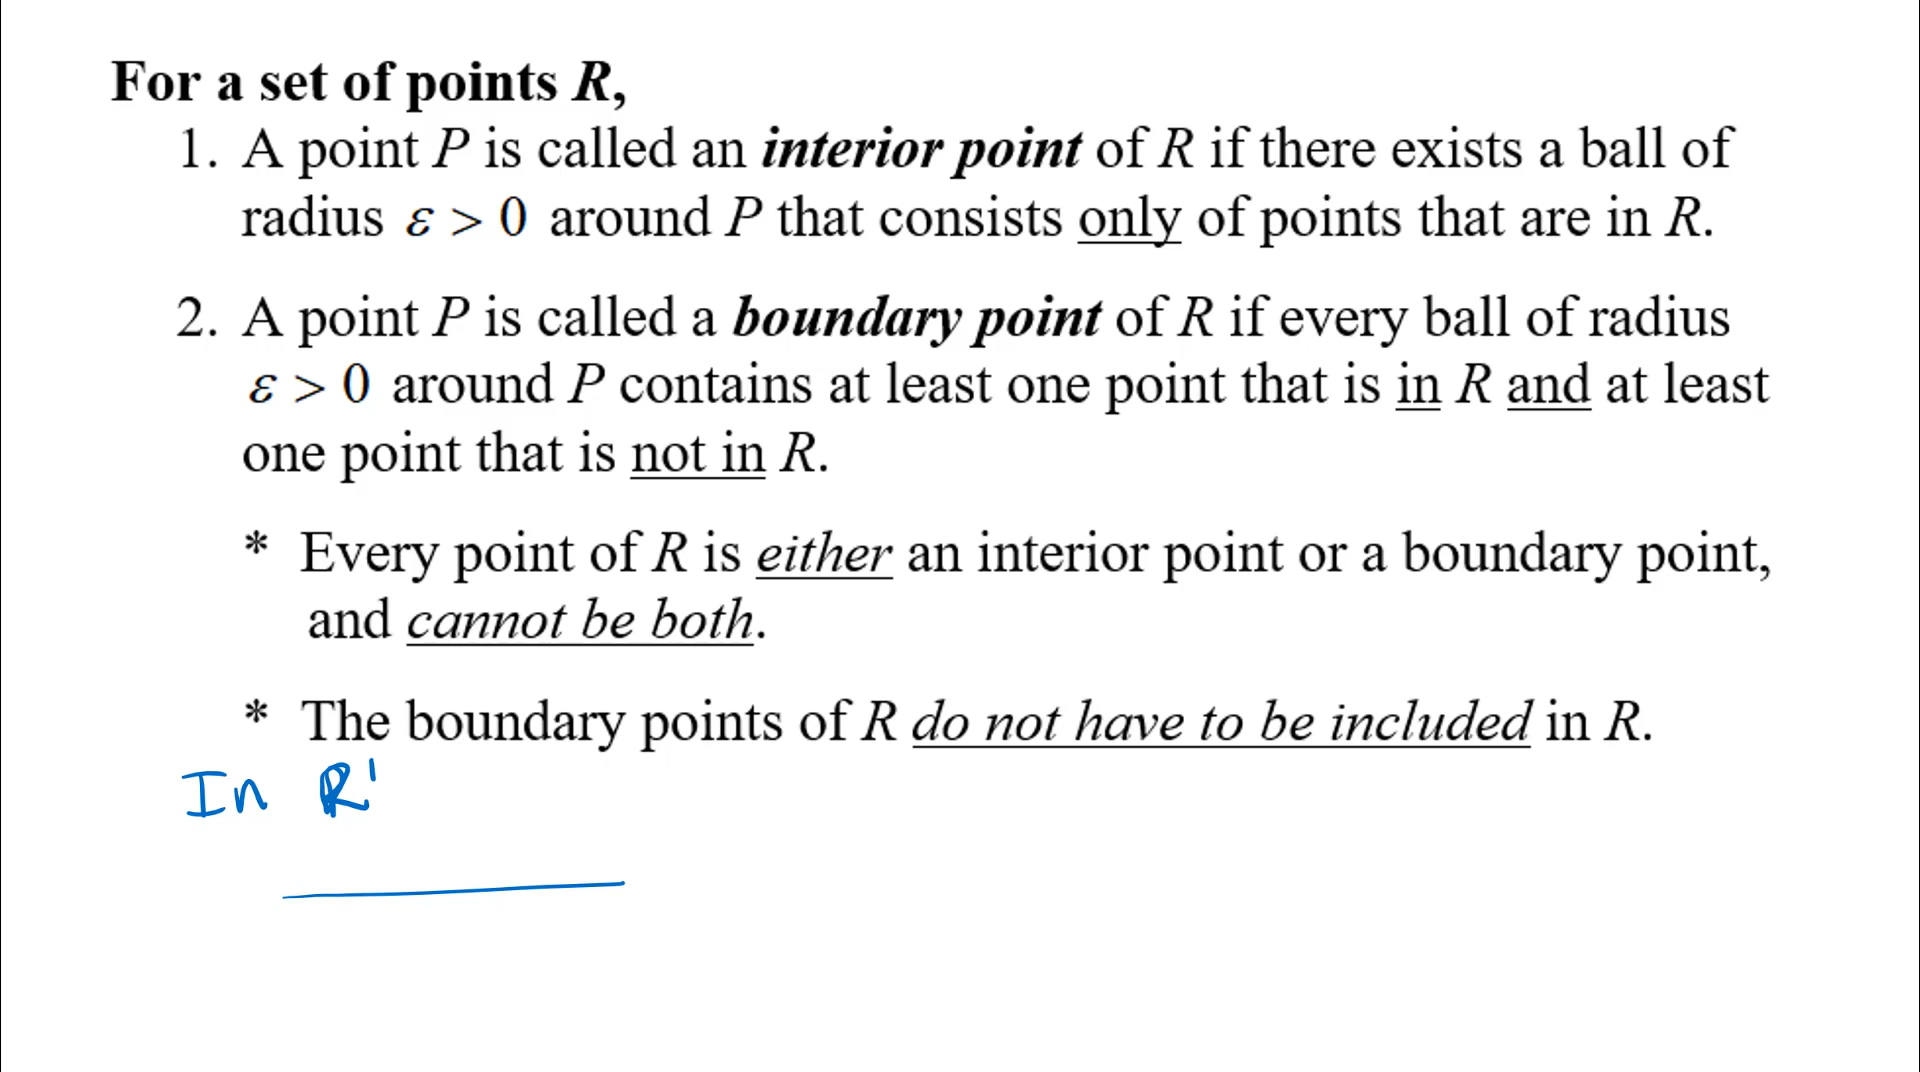 For a set of points R,
1. A point P is called an interior point of R if there exists a ball of
radius ε > 0 around P that consists only of points that are in R.
2. A point P is called a boundary point of R if every ball of radius
ε > 0 around P contains at least one point that is in R and at least
one point that is not in R.
* Every point of R is either an interior point or a boundary point,
and cannot be both.
* The boundary points of R do not have to be included in R.
In ℝ¹